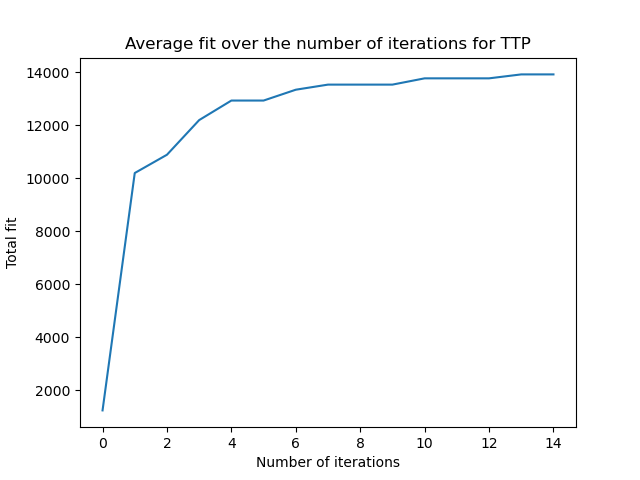 Average fit over the number of iterations for TTP
14000
12000
10000
8000
6000
4000
2000
Total fit
0 2 4 6 8 10 12 14
Number of iterations